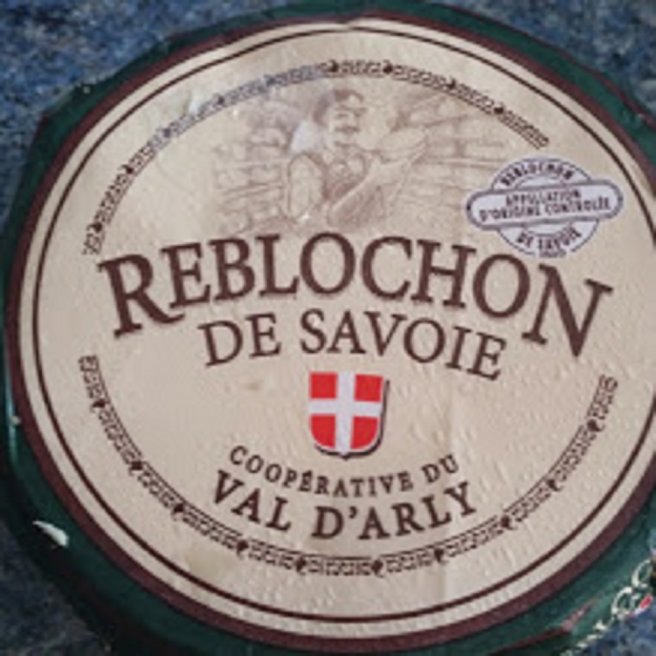 REBLOCHON
APPELLATION
D'ORIGINE CONTRÔLÉE
DE SAVOIE
REBLOCHON
DE SAVOIE
COOPÉRATIVE DU
VAL D'ARLY